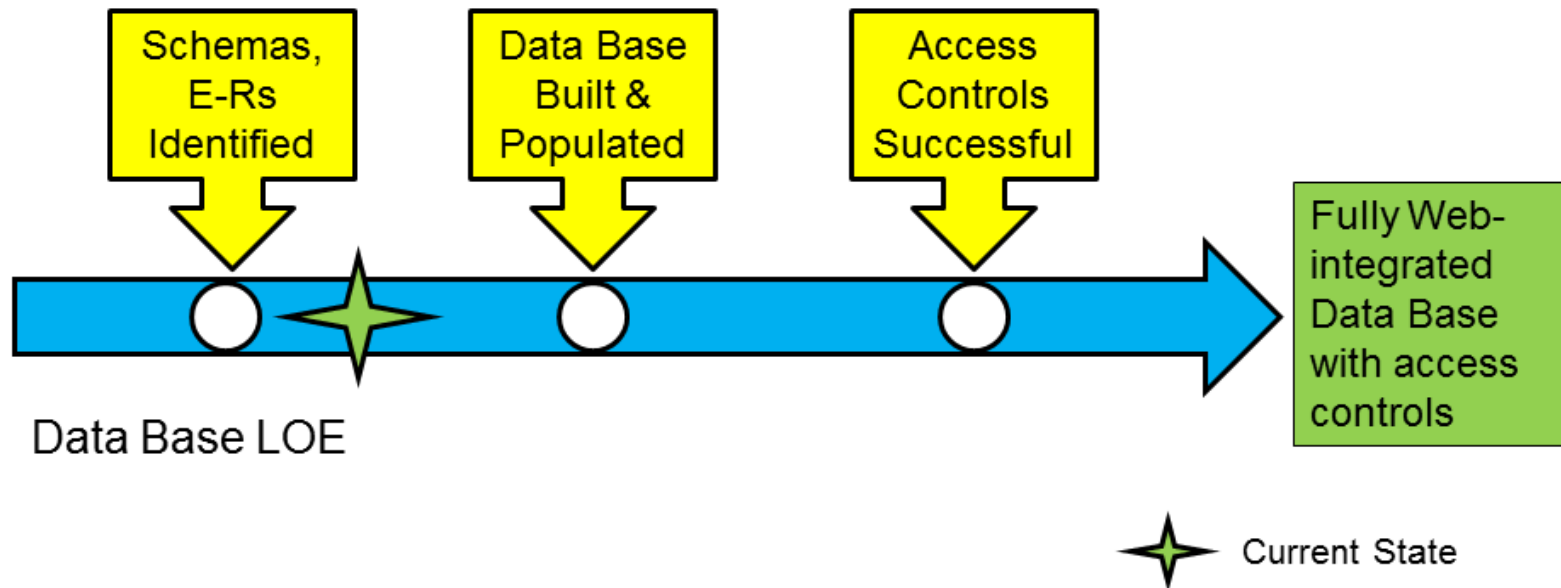 Schemas,
E-Rs
Identified
Data Base
Built &
Populated
Access
Controls
Successful
Fully Web-
integrated
Data Base
with access
controls
Data Base LOE
Current State